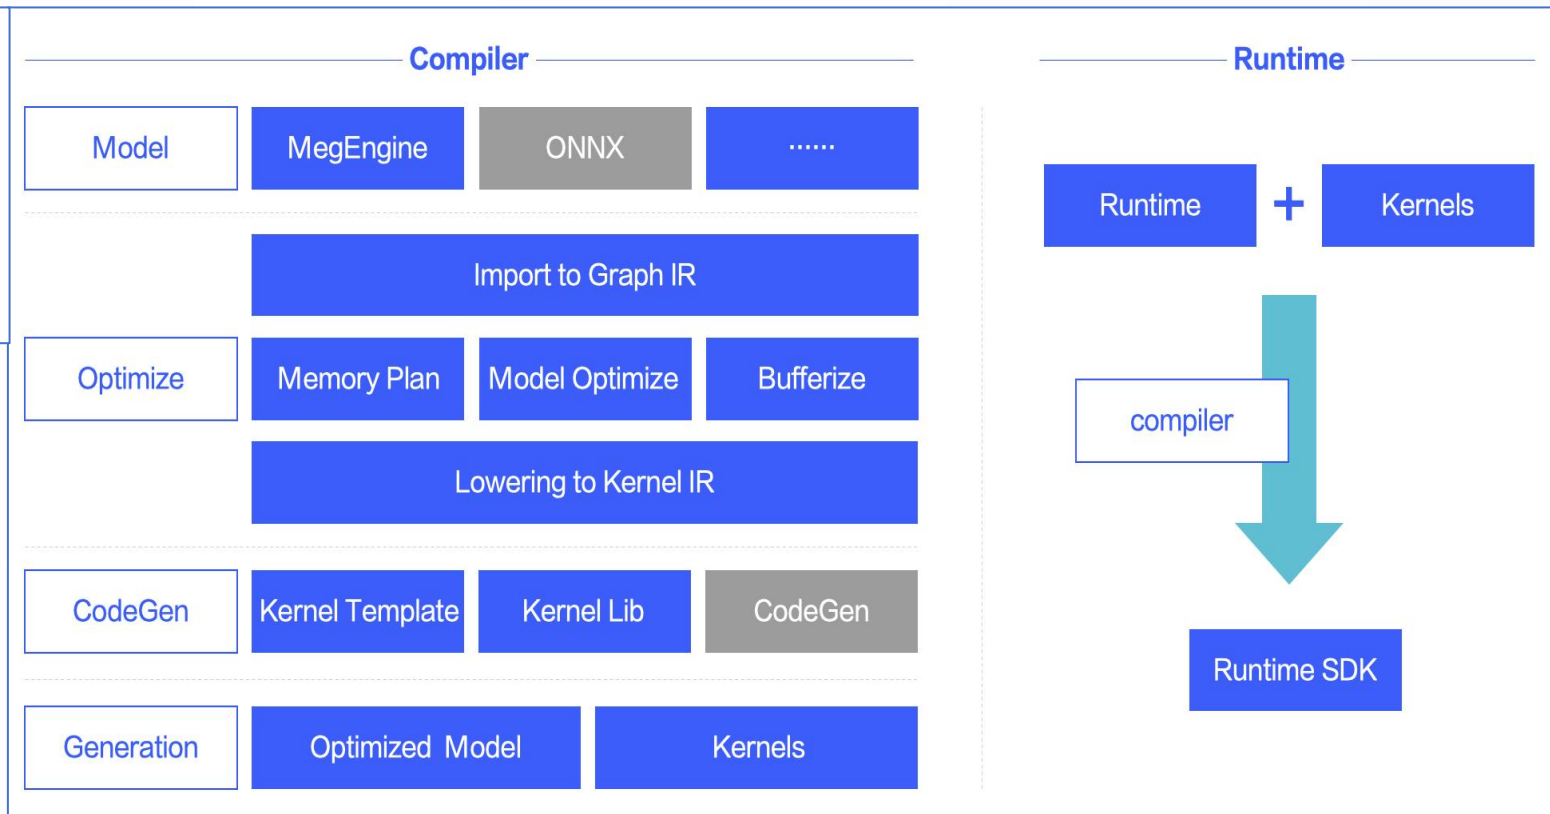 Compiler
Model
MegEngine
ONNX
......
Import to Graph IR
Optimize
Memory Plan
Model Optimize
Bufferize
Lowering to Kernel IR
CodeGen
Kernel Template
Kernel Lib
CodeGen
Generation
Optimized Model
Kernels
Runtime
Runtime
+
Kernels
compiler
Runtime SDK